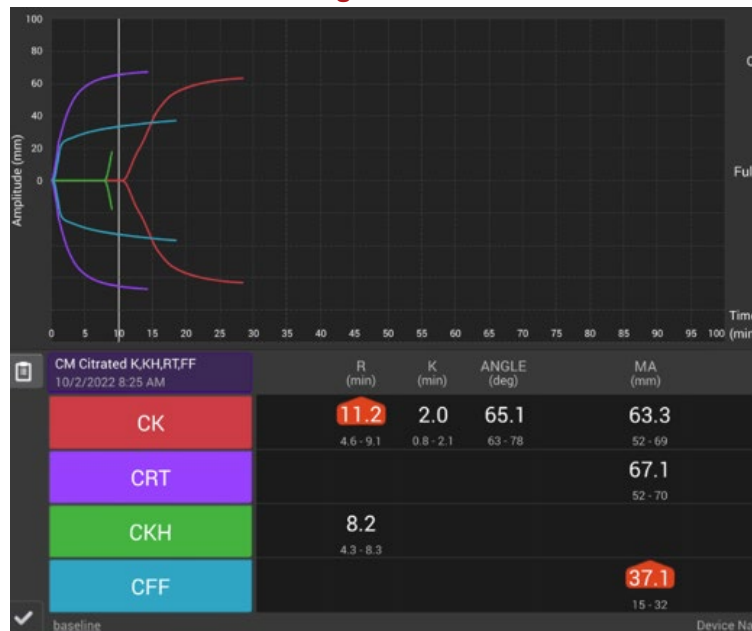 100
80
60
40
20
0
Amplitude (mm)
0 5 10 15 20 25 30 35 40 45 50 55 60 65 70 75 80 85 90 95 100 (min
Time
Ful
CM Citrated K,KH,RT,FF
10/2/2022 8:25 AM
R K ANGLE MA
(min) (min) (deg) (mm)
CK 11.2 2.0 65.1 63.3
4.6 - 9.1 0.8 - 2.1 63 - 78 52 - 69
CRT 67.1
52 - 70
CKH 8.2
4.3 - 8.3
CFF 37.1
15 - 32
baseline Device Na